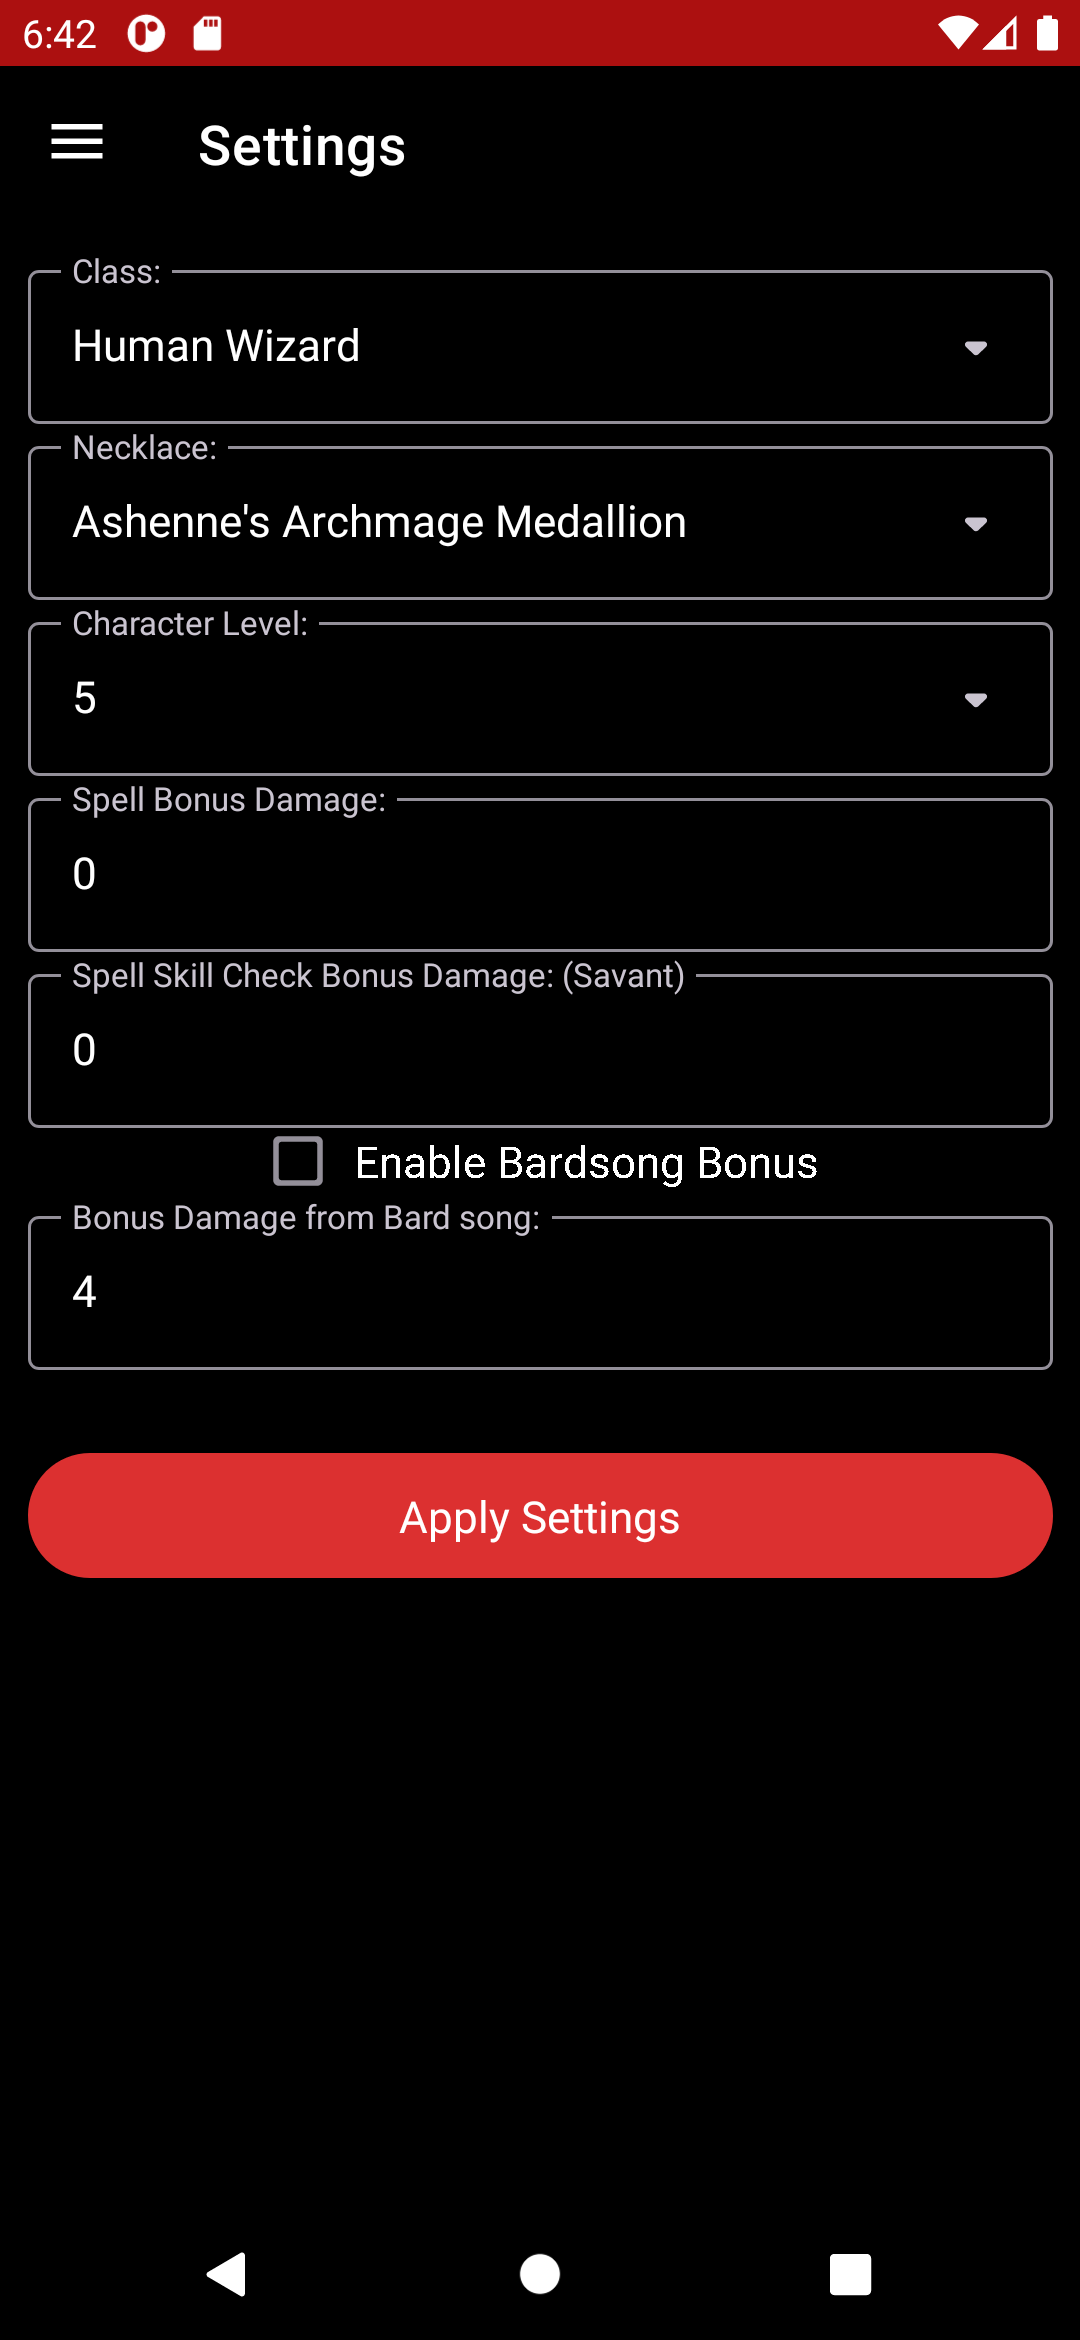 6:42
Settings
Class:
Human Wizard
Necklace:
Ashenne's Archmage Medallion
Character Level:
5
Spell Bonus Damage:
0
Spell Skill Check Bonus Damage: (Savant)
0
Enable Bardsong Bonus
Bonus Damage from Bard song:
4
Apply Settings